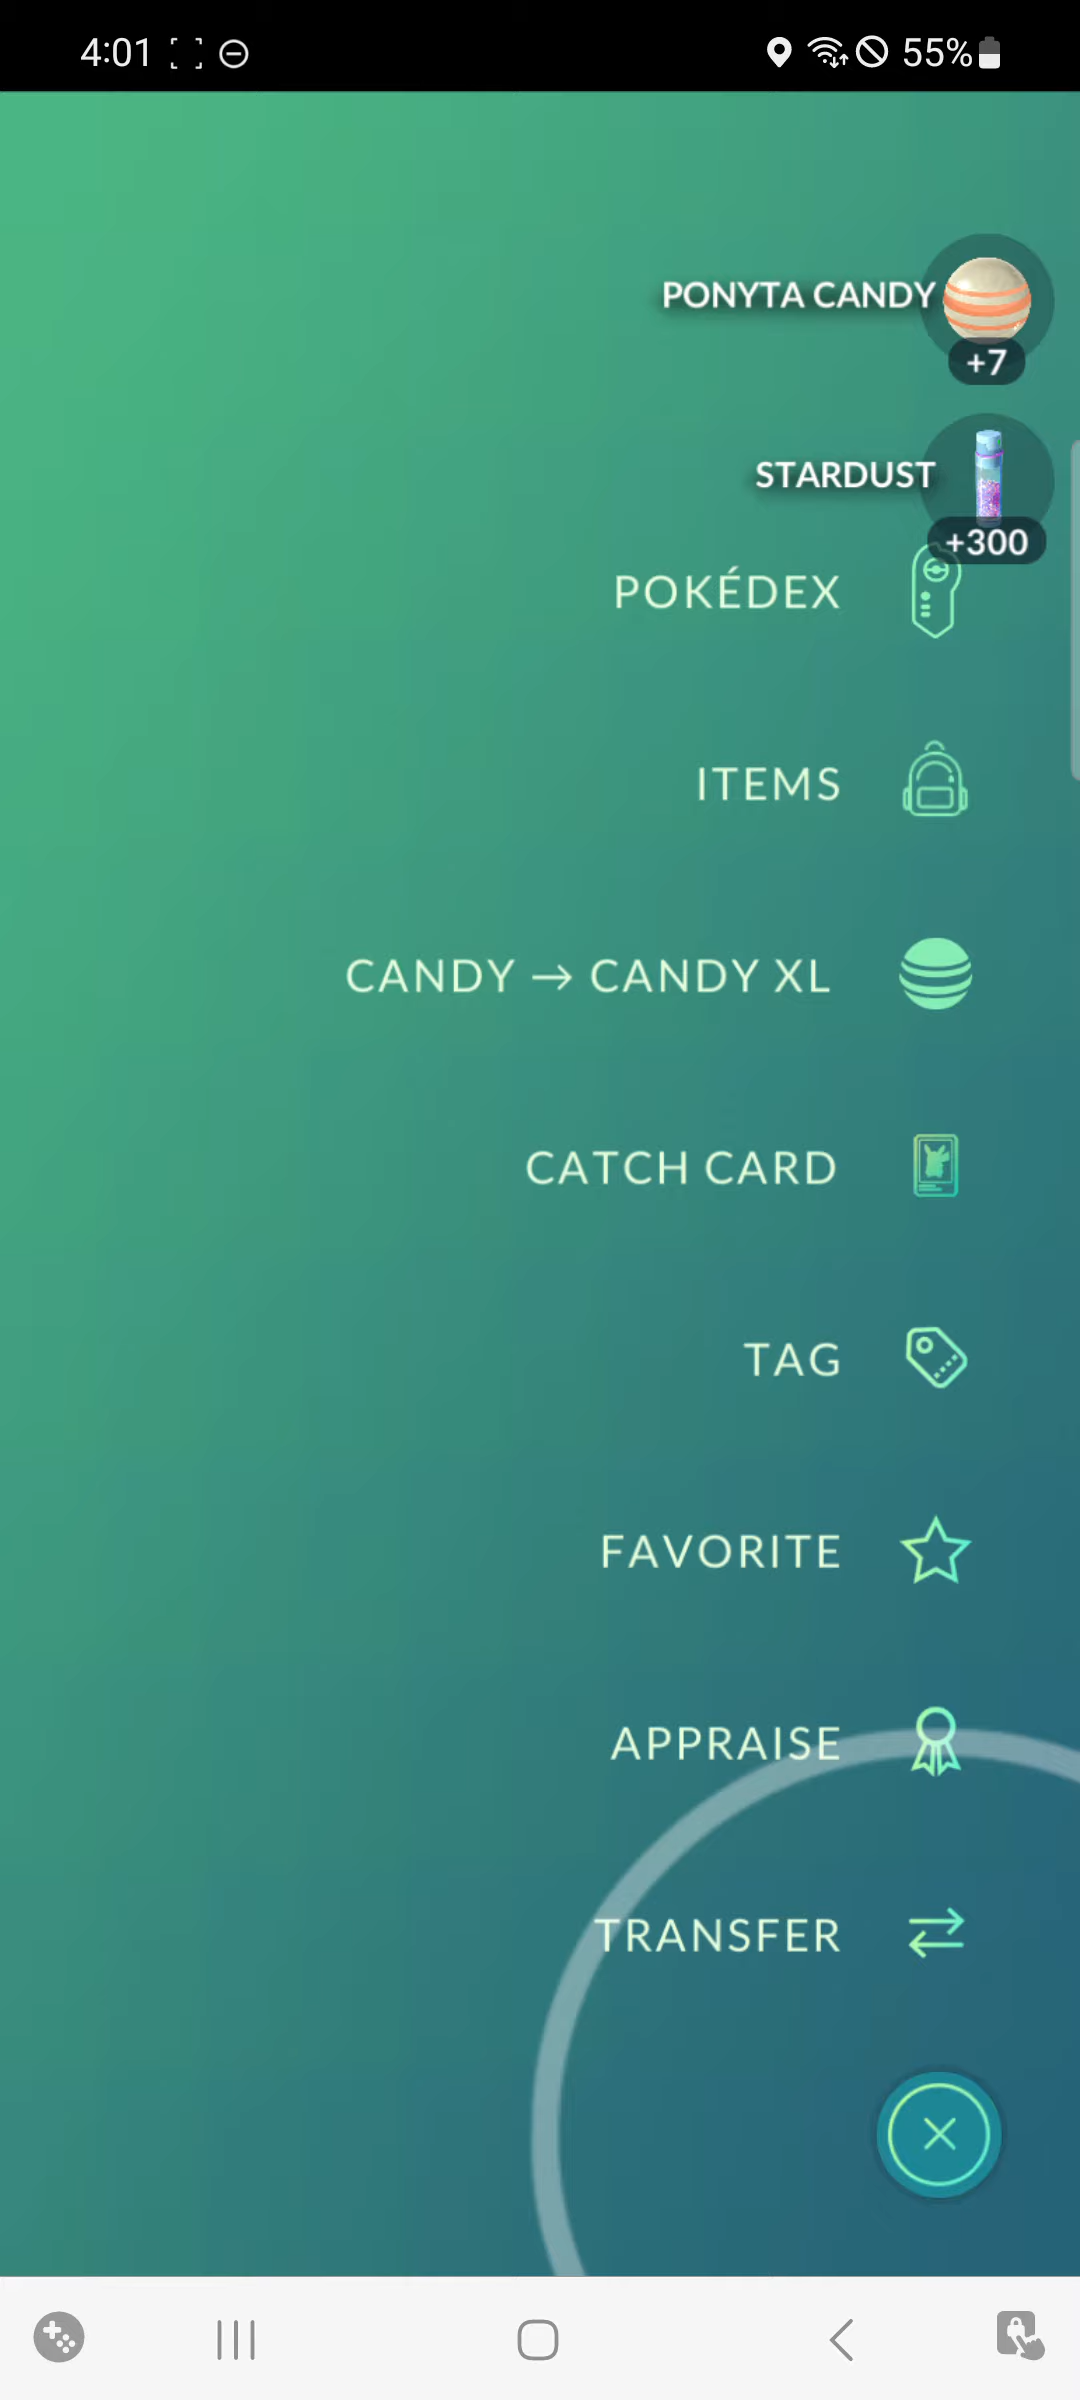 4:01
55%
PONYTA CANDY
+7
STARDUST
+300
POKÉDEX
ITEMS
CANDY → CANDY XL
CATCH CARD
TAG
FAVORITE
APPRAISE
TRANSFER